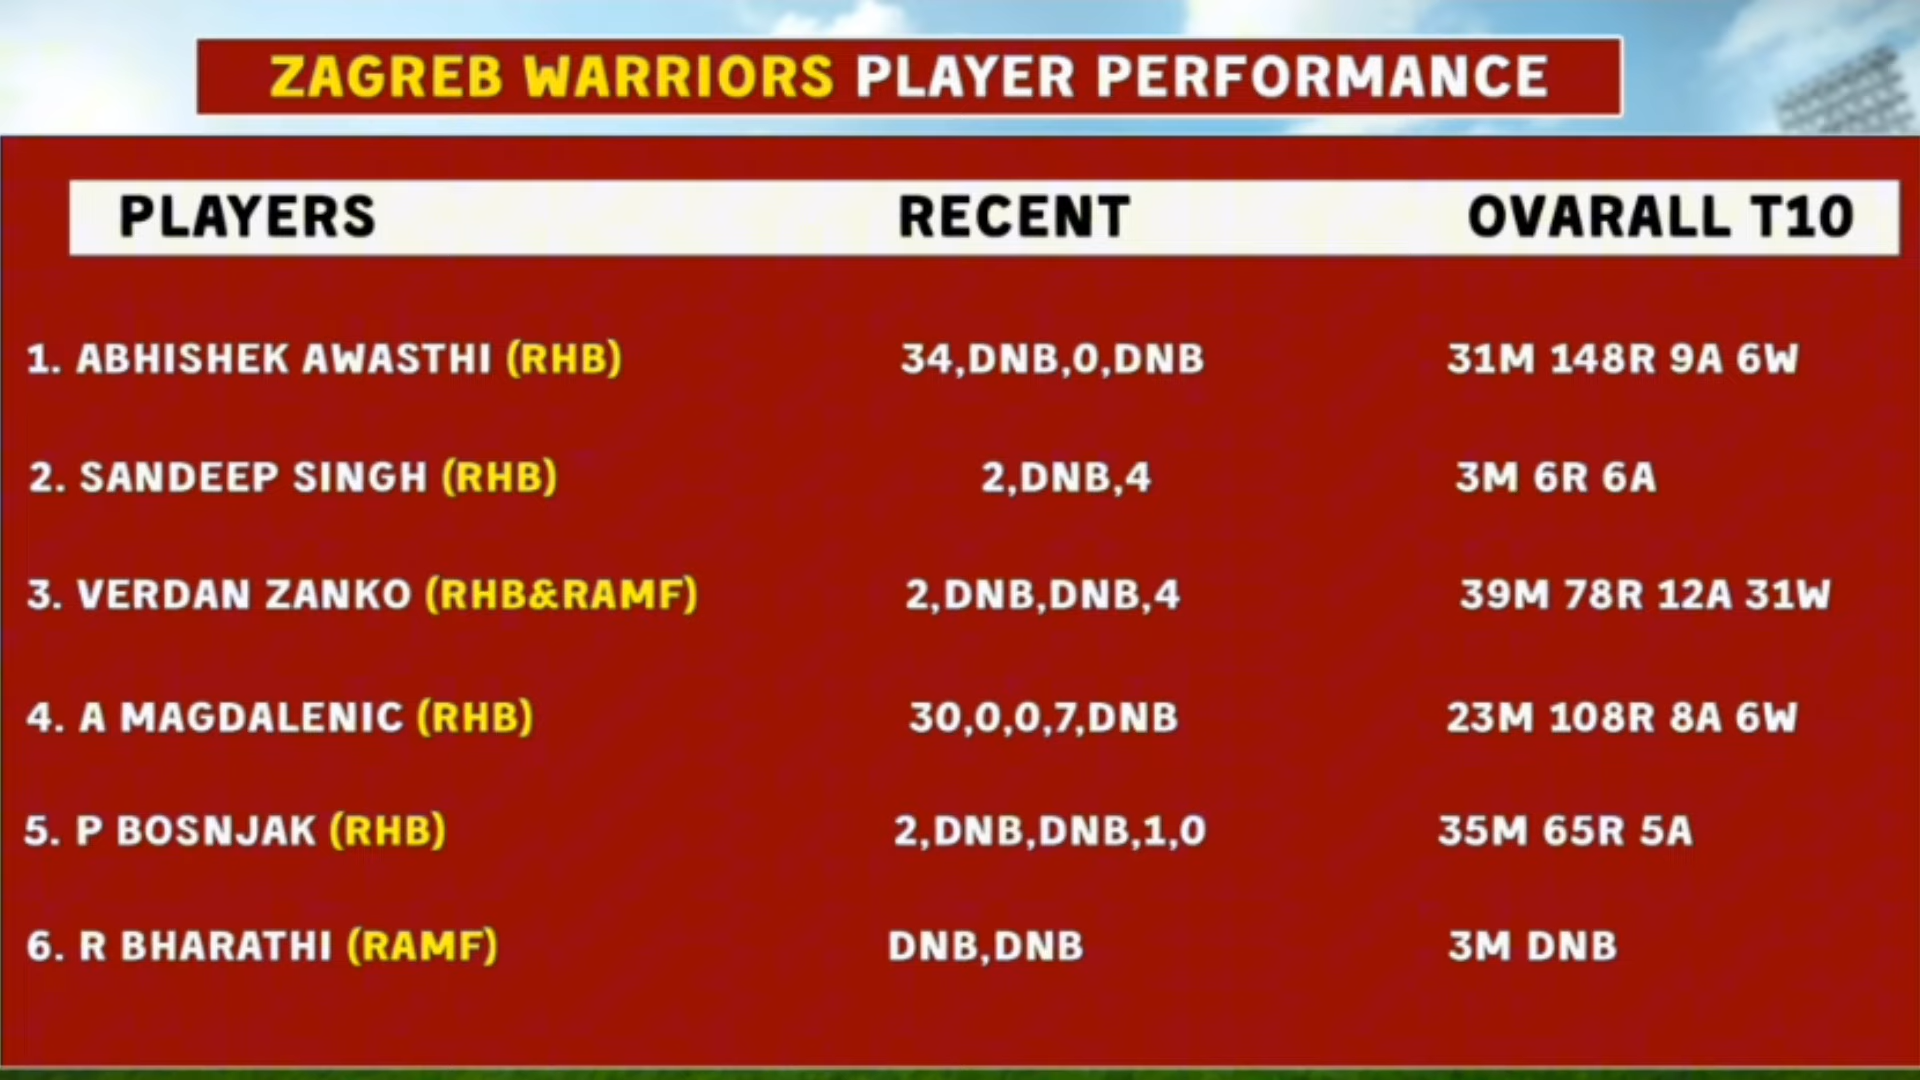 ZAGREB WARRIORS PLAYER PERFORMANCE
PLAYERS RECENT OVARALL T10
1. ABHISHEK AWASTHI (RHB) 34,DNB,0,DNB 31M 148R 9A 6W
2. SANDEEP SINGH (RHB) 2,DNB,4 3M 6R 6A
3. VERDAN ZANKO (RHB&RAMF) 2,DNB,DNB,4 39M 78R 12A 31W
4. A MAGDALENIC (RHB) 30,0,0,7,DNB 23M 108R 8A 6W
5. P BOSNJAK (RHB) 2,DNB,DNB,1,0 35M 65R 5A
6. R BHARATHI (RAMF) DNB,DNB 3M DNB